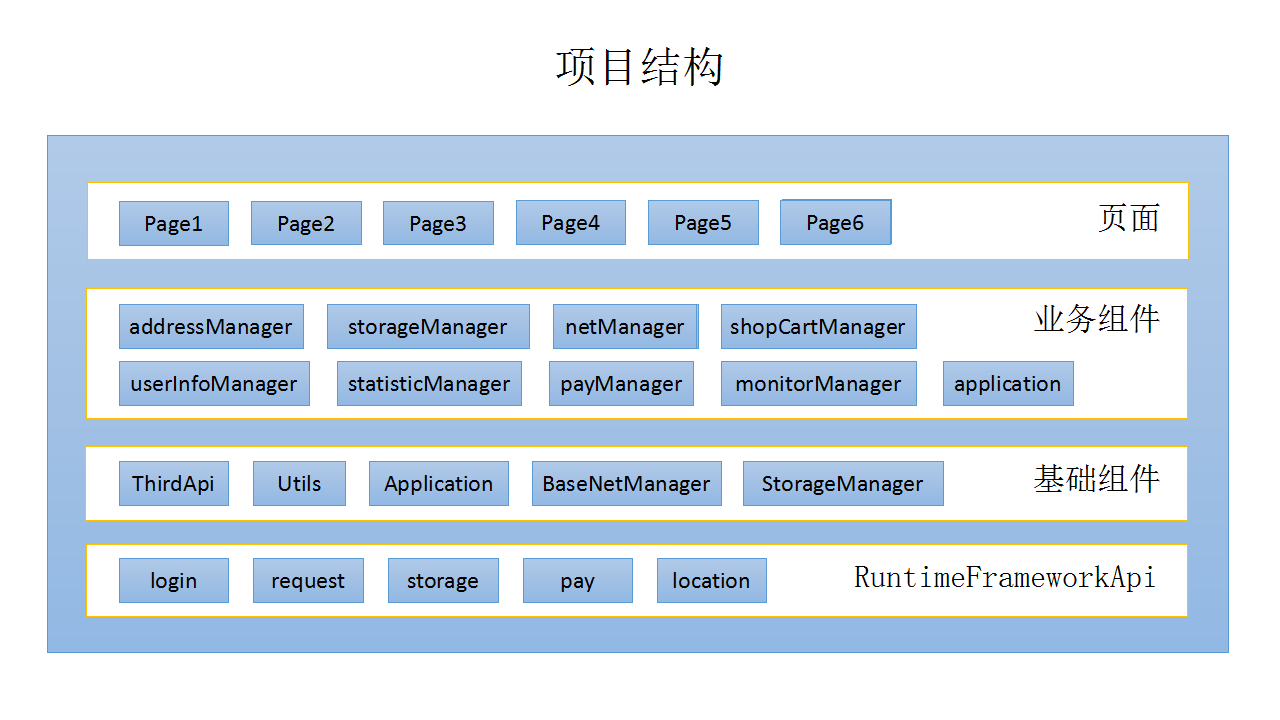 项目结构
Page1 Page2 Page3 Page4 Page5 Page6 页面
addressManager storageManager netManager shopCartManager 业务组件
userInfoManager statisticManager payManager monitorManager application
ThirdApi Utils Application BaseNetManager StorageManager 基础组件
login request storage pay location RuntimeFrameworkApi